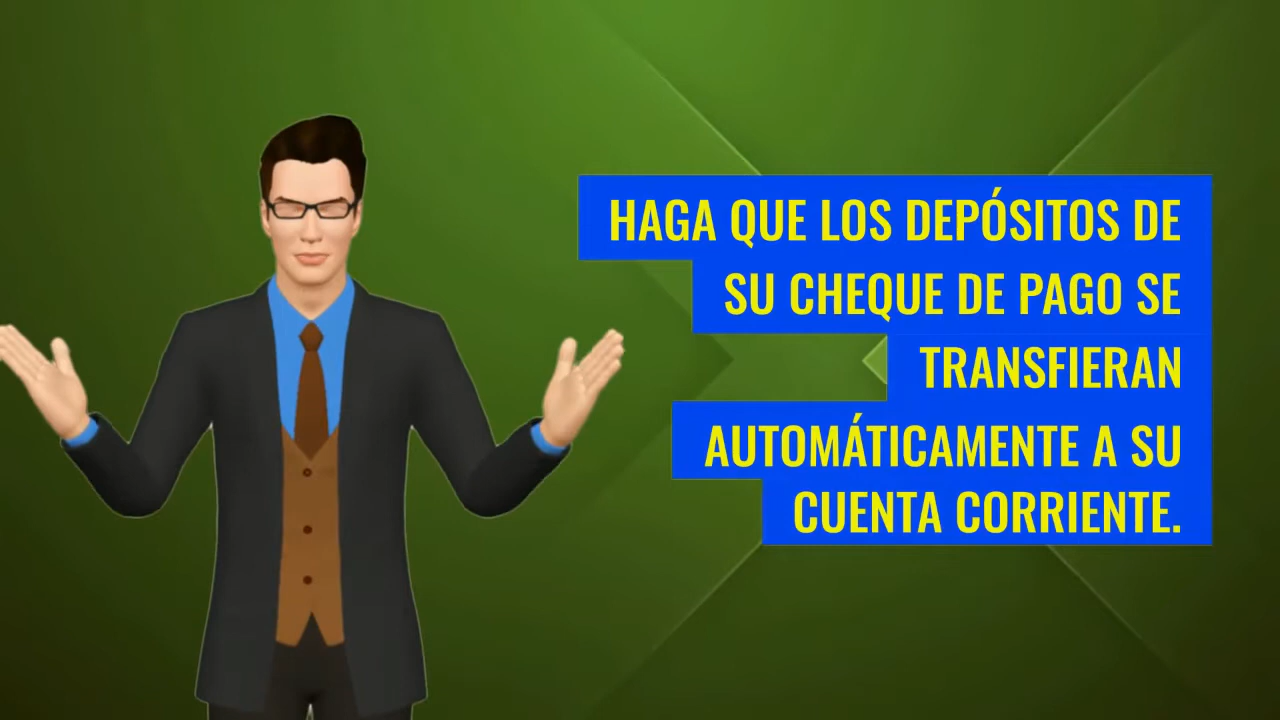 HAGA QUE LOS DEPÓSITOS DE
SU CHEQUE DE PAGO SE
TRANSFIERAN
AUTOMÁTICAMENTE A SU
CUENTA CORRIENTE.